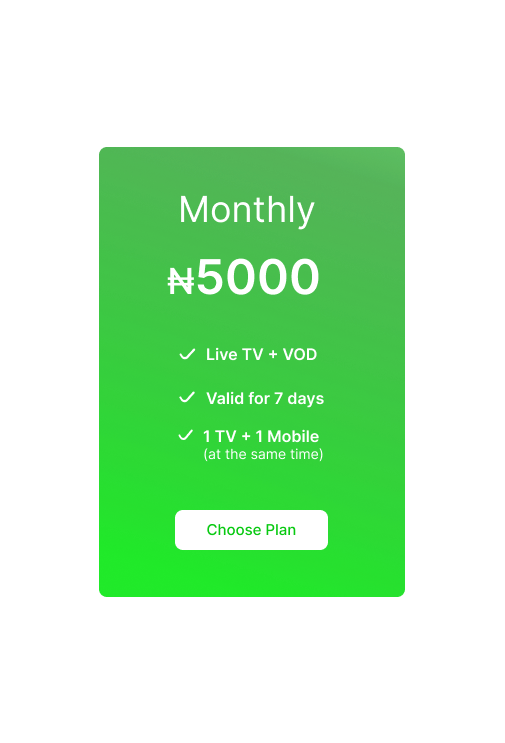 Monthly
₦5000
Live TV + VOD
Valid for 7 days
1 TV + 1 Mobile
(at the same time)
Choose Plan